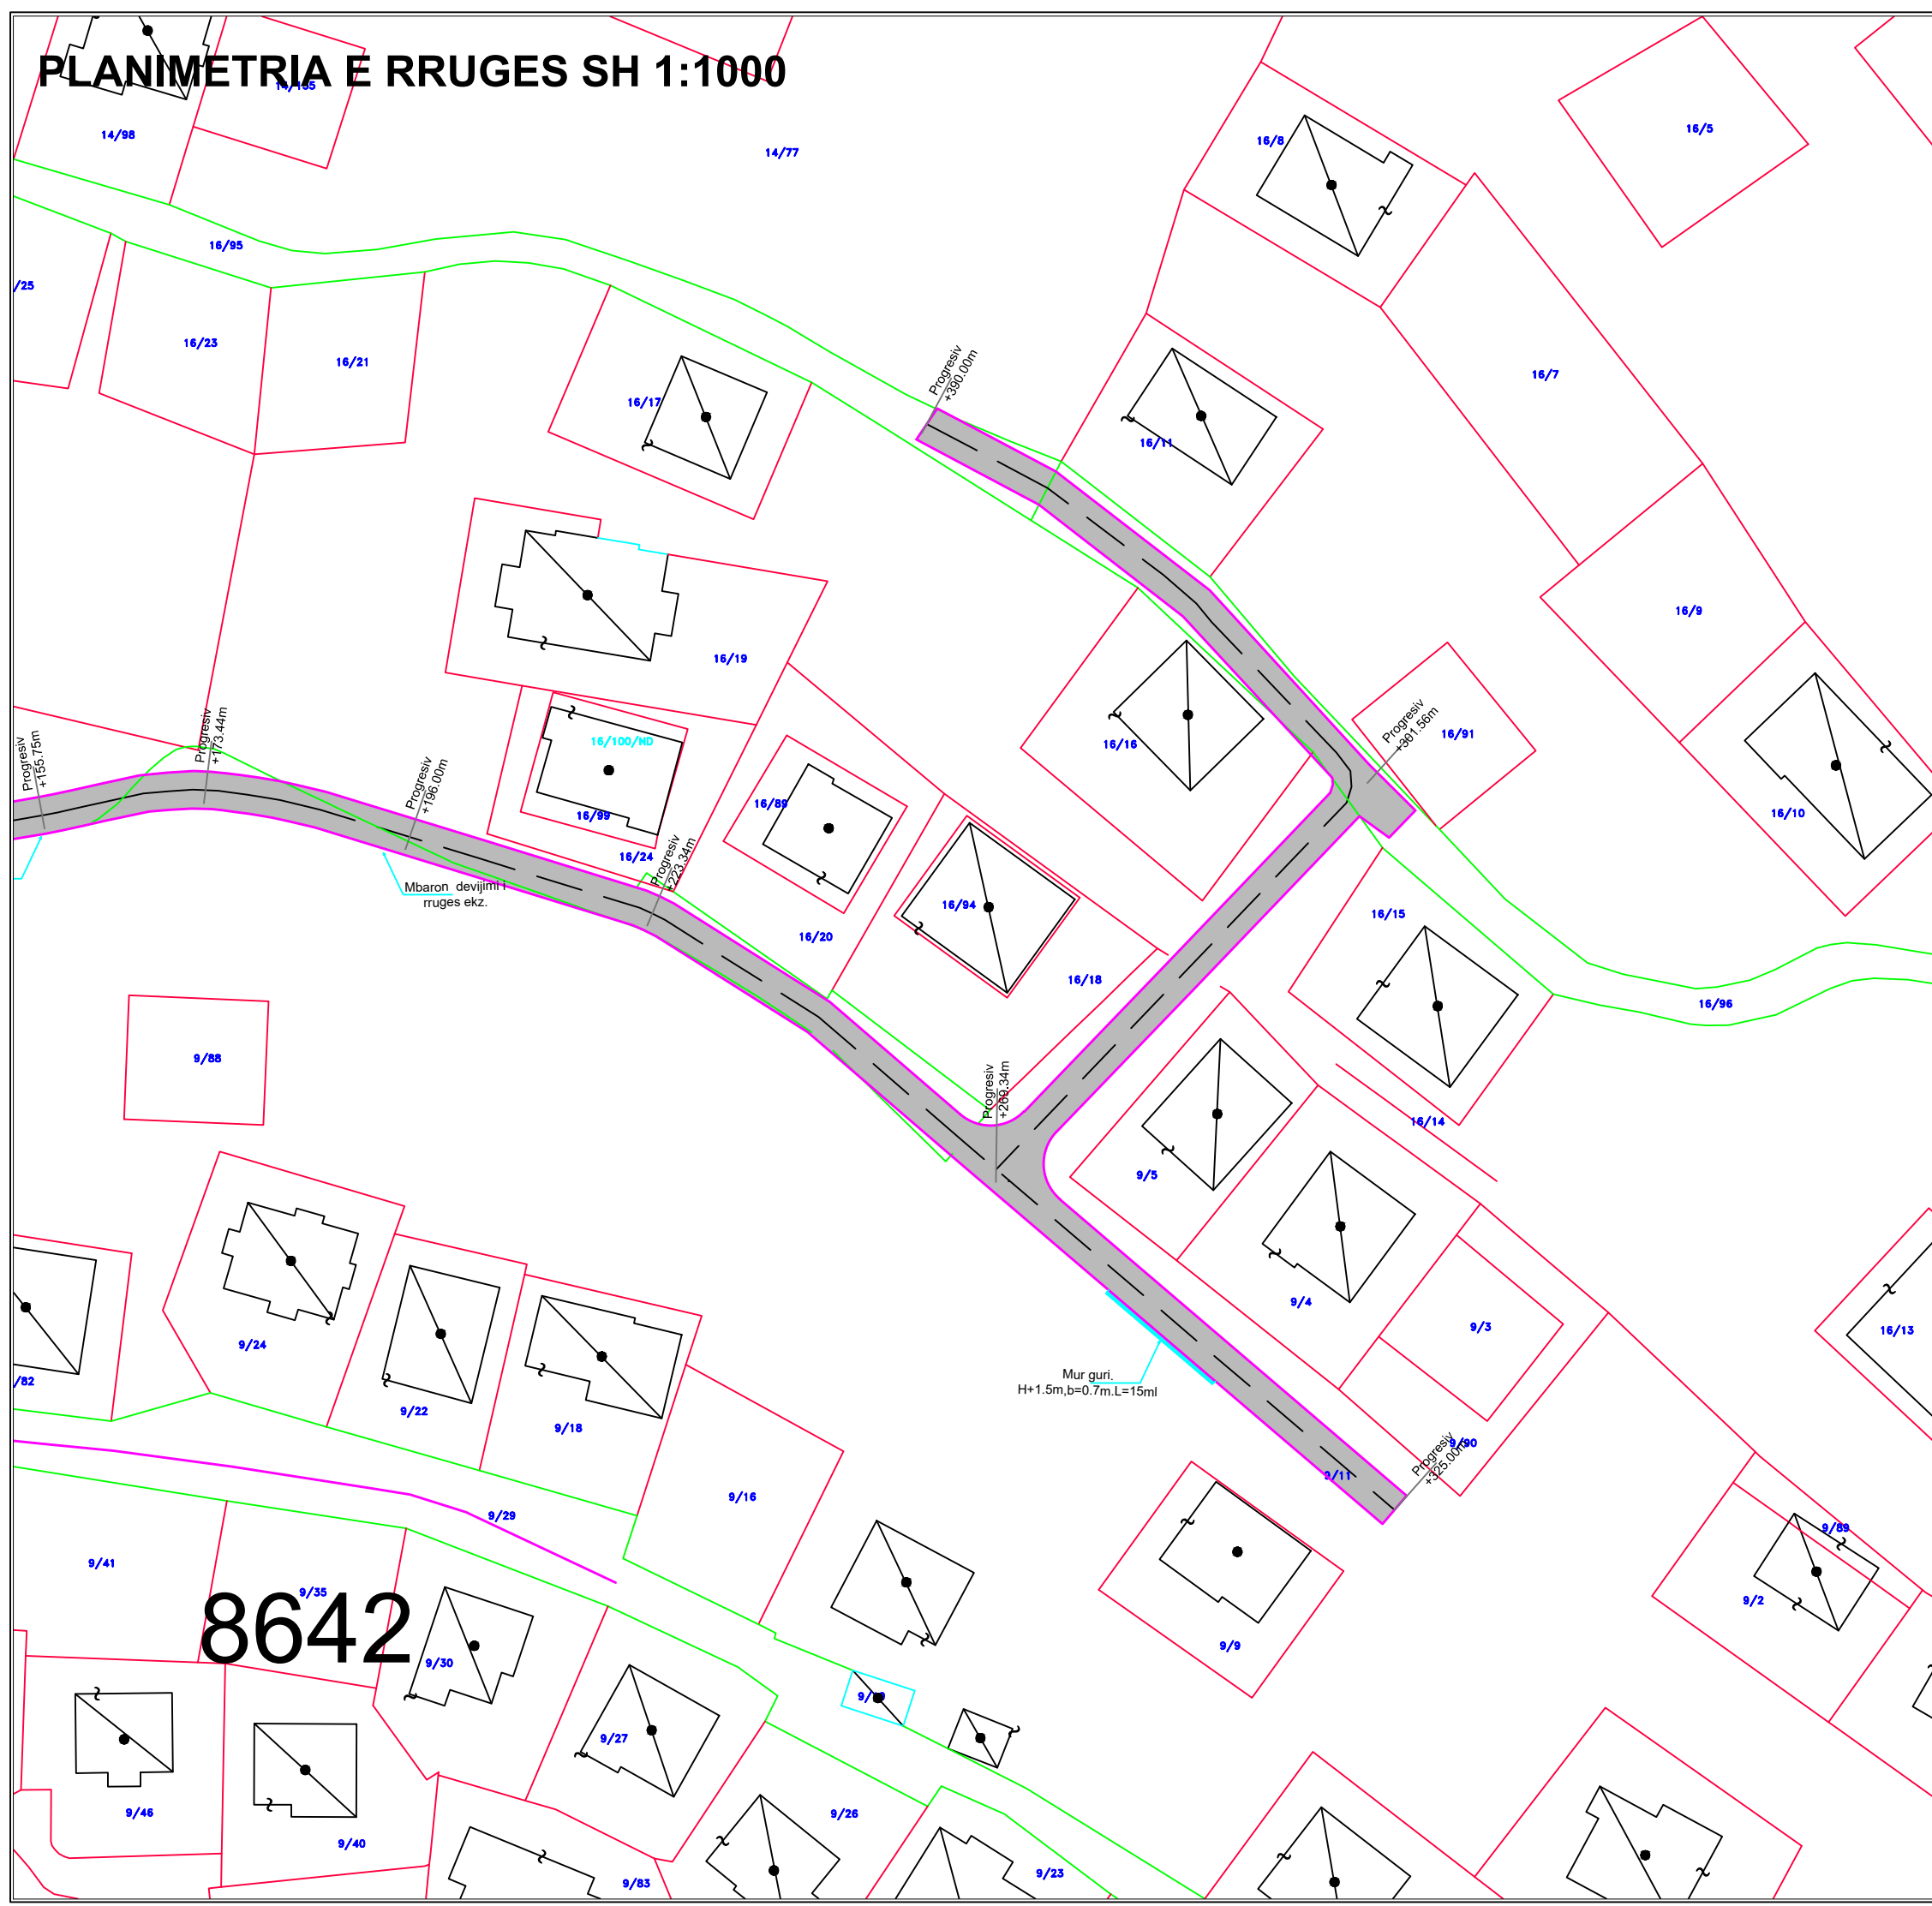 PLANIMETRIA E RRUGES SH 1:1000
14/98
14/77
16/8
16/5
16/95
/25
16/23
16/21
16/17
Progresiv
+390.00m
16/11
16/7
16/9
16/19
16/16
Progresiv
+301.56m
16/91
16/10
Progresiv
+155.75m
Progresiv
+173.44m
Progresiv
+196.00m
16/100/ND
16/99
16/89
16/24
Progresiv
+223.34m
Mbaron devijimi i
rruges ekz.
16/94
16/20
16/18
16/15
16/96
9/88
Progresiv
+269.34m
16/14
9/5
9/4
9/3
16/13
9/24
/82
9/22
9/18
Mur guri.
H+1.5m,b=0.7m.L=15ml
9/90
9/11
Progresiv
+325.00m
9/16
9/29
9/41
9/35
9/89
9/2
8642
9/30
9/9
9/27
9/46
9/40
9/26
9/23
9/83